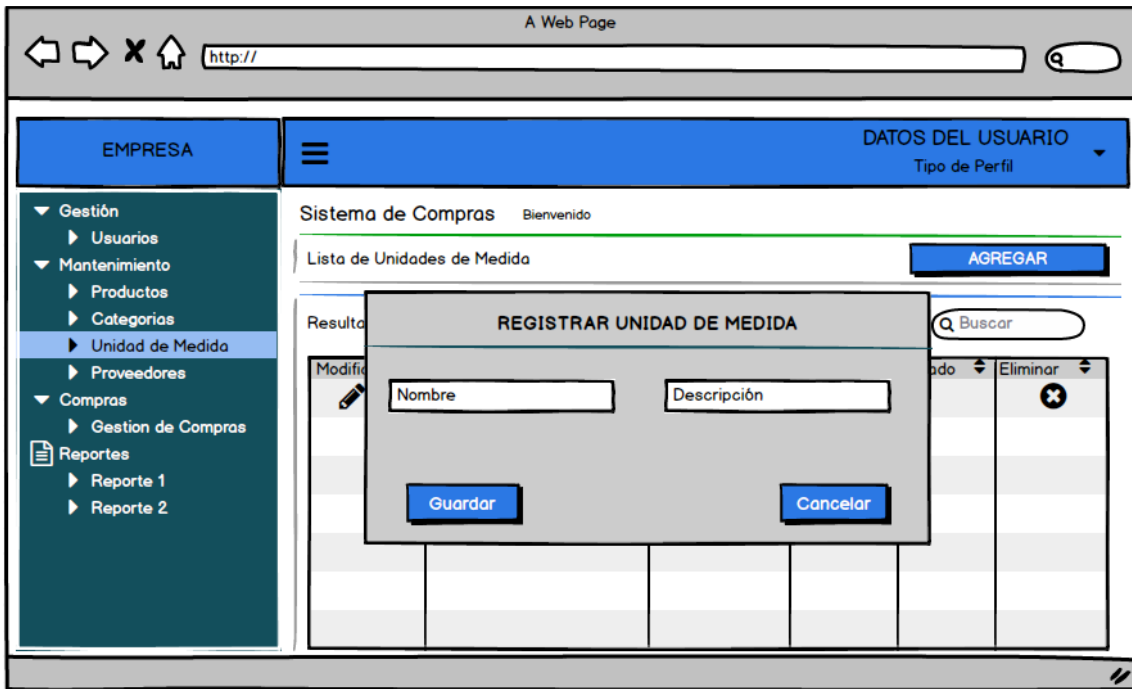 A Web Page
http://
EMPRESA
DATOS DEL USUARIO
Tipo de Perfil
Gestión
Usuarios
Mantenimiento
Productos
Categorias
Unidad de Medida
Proveedores
Compras
Gestion de Compras
Reportes
Reporte 1
Reporte 2
Sistema de Compras Bienvenido
Lista de Unidades de Medida AGREGAR
Resulta Buscar
Modific ado Eliminar
REGISTRAR UNIDAD DE MEDIDA
Nombre Descripción
Guardar Cancelar